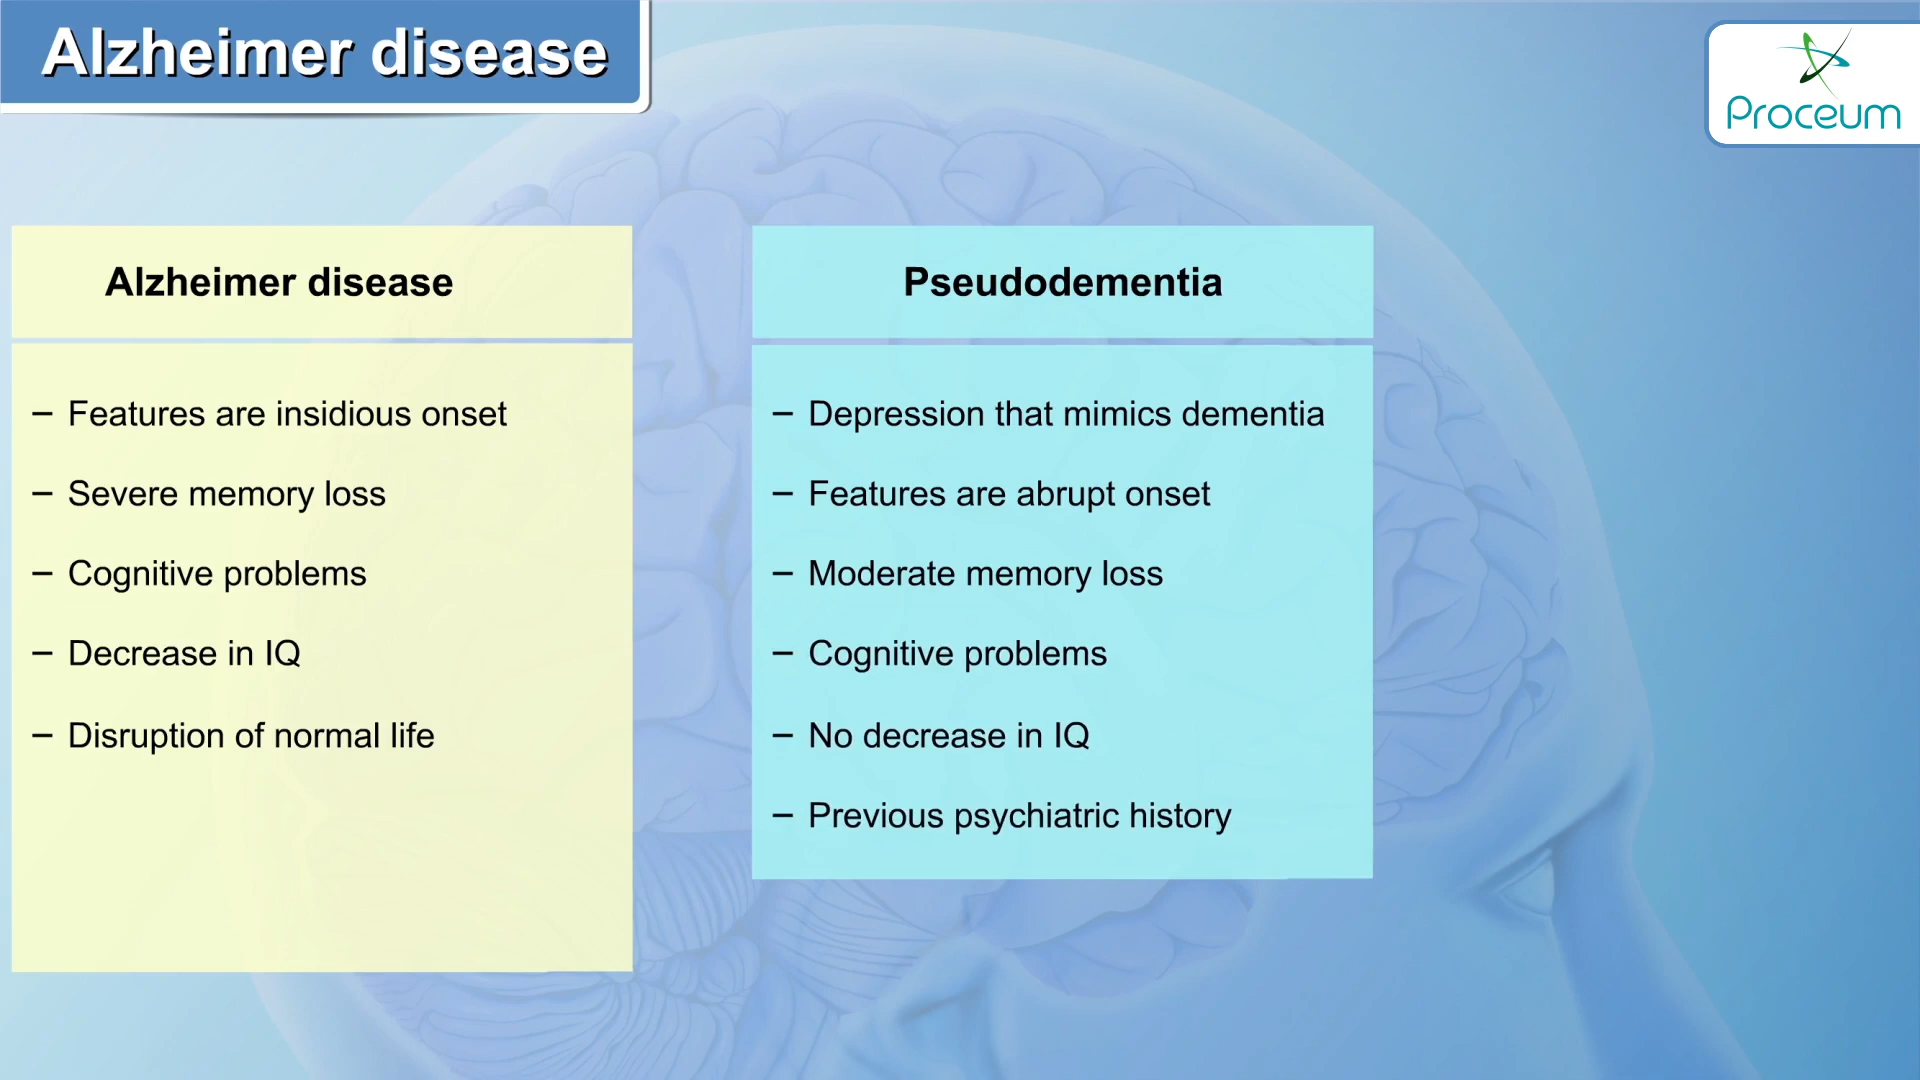 Alzheimer disease
Proceum
Alzheimer disease
– Features are insidious onset
– Severe memory loss
– Cognitive problems
– Decrease in IQ
– Disruption of normal life
Pseudodementia
– Depression that mimics dementia
– Features are abrupt onset
– Moderate memory loss
– Cognitive problems
– No decrease in IQ
– Previous psychiatric history